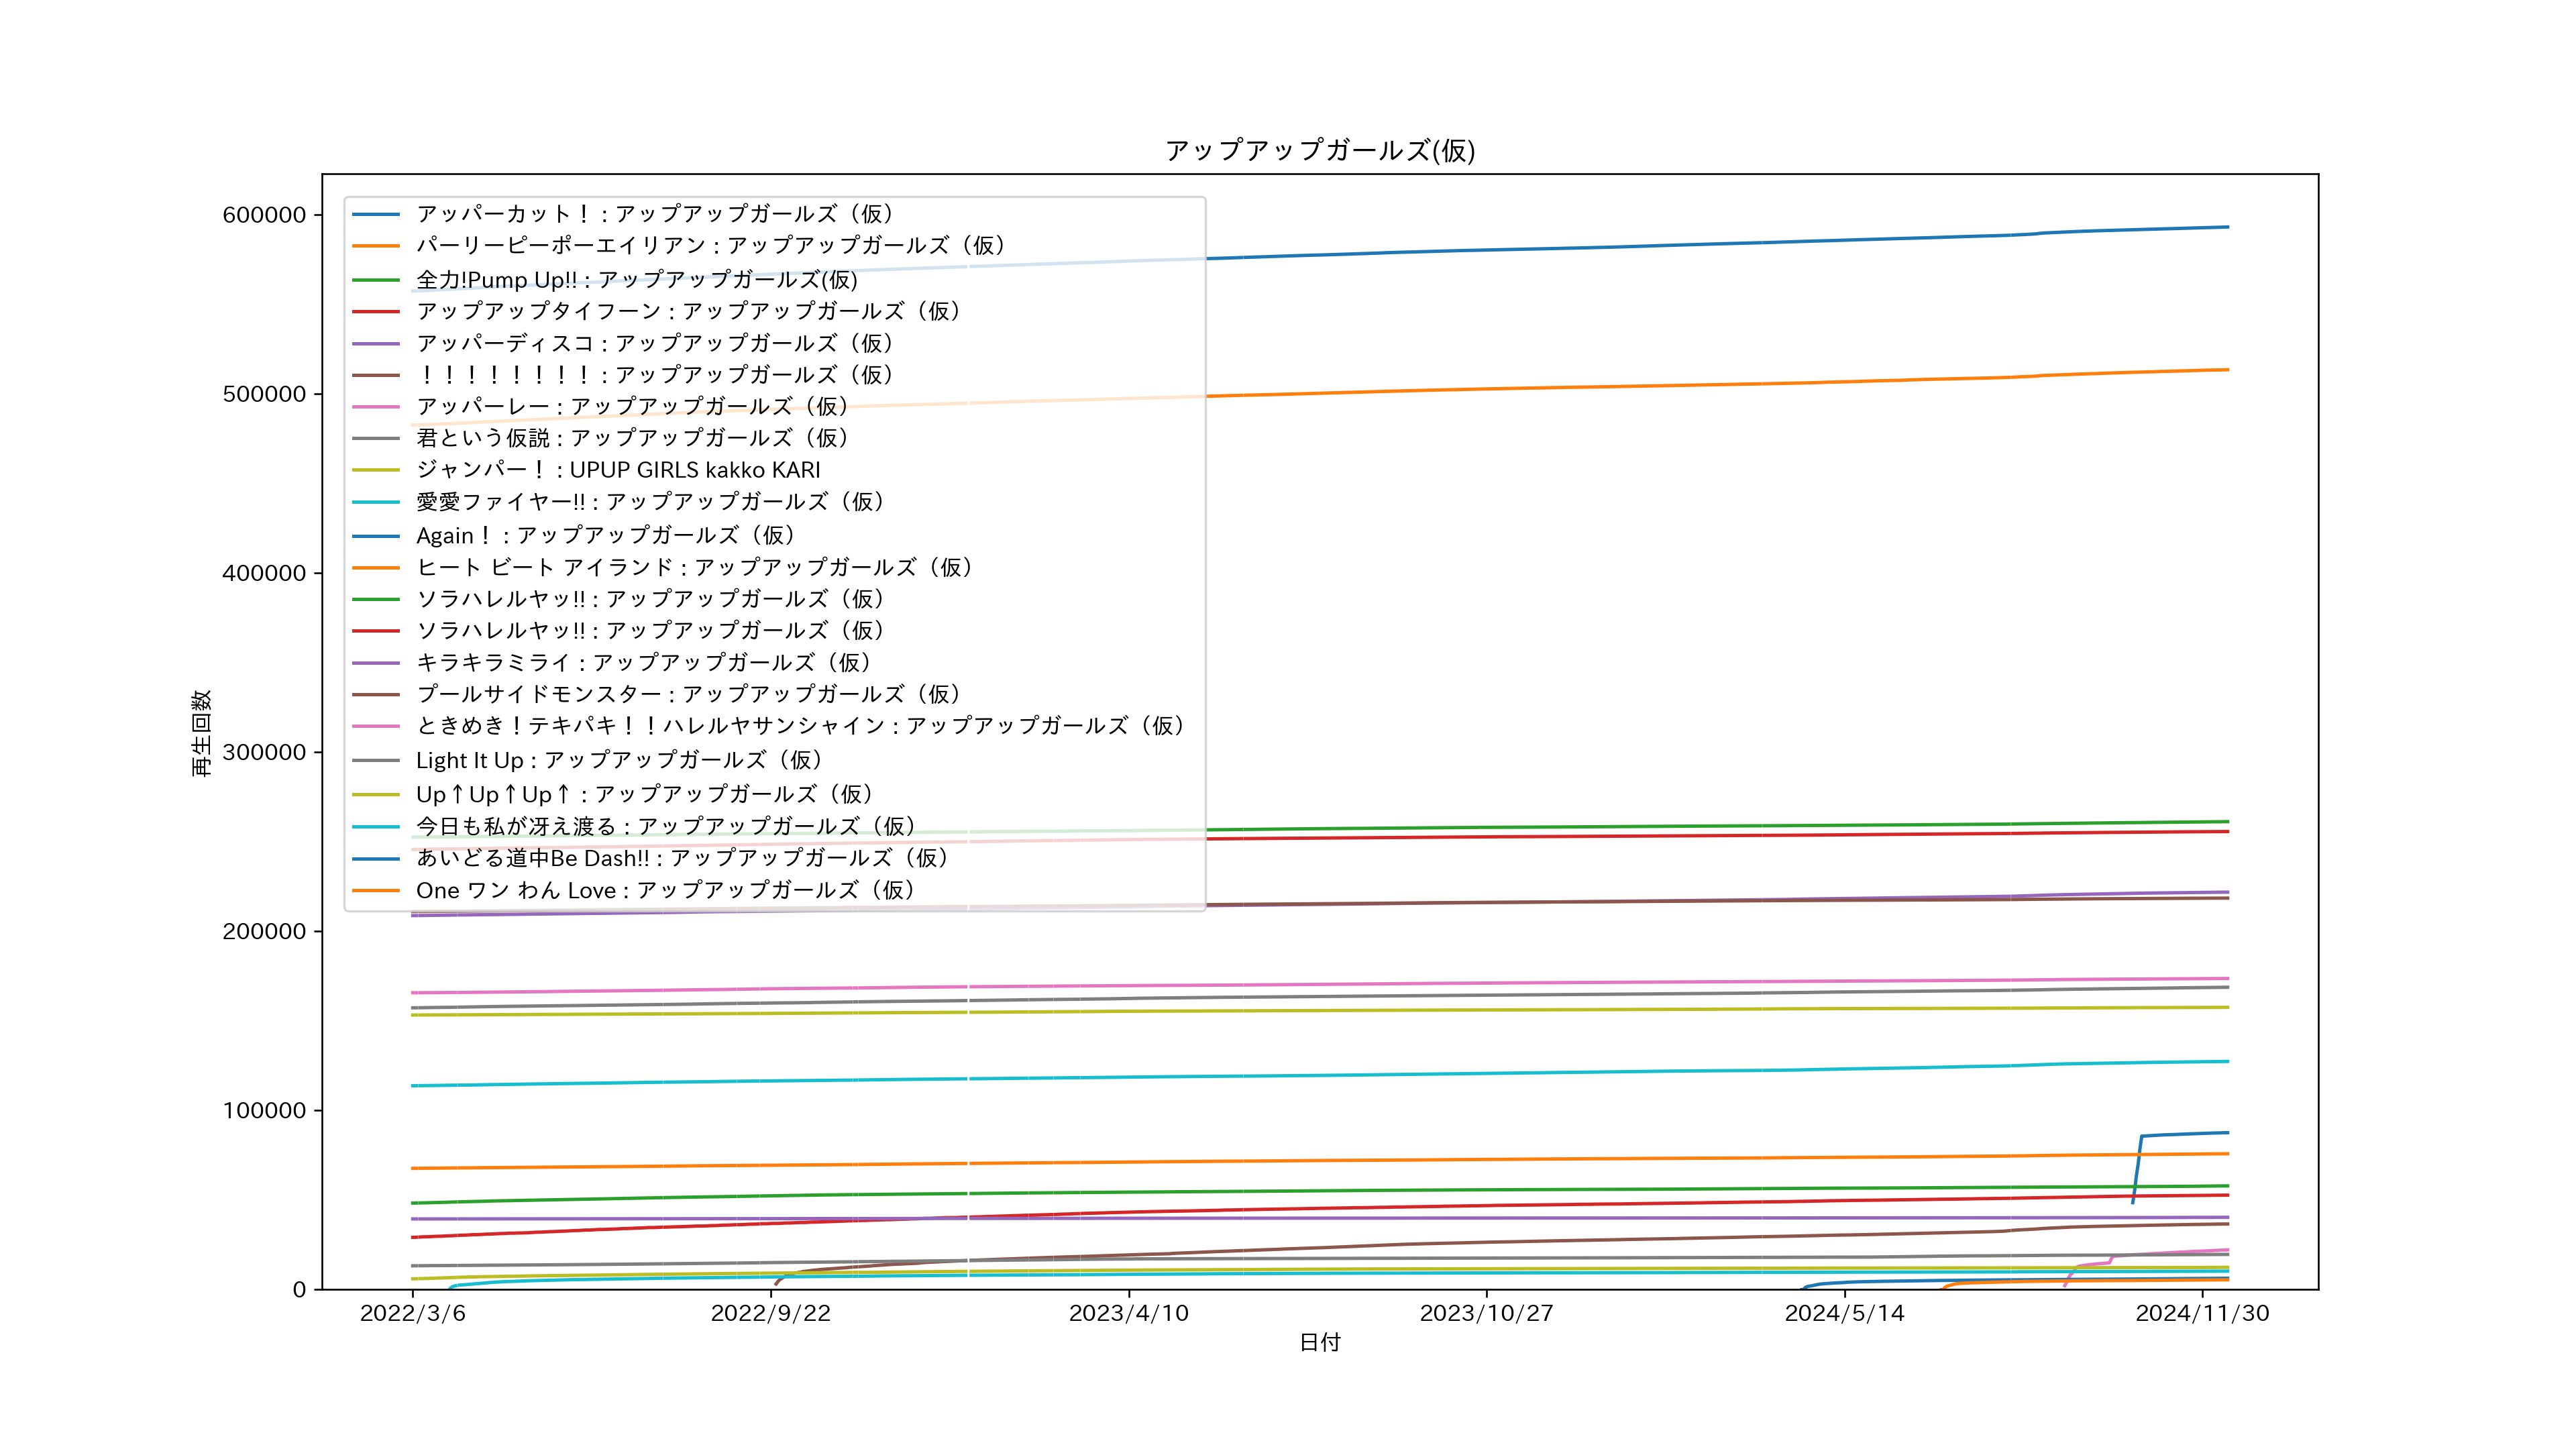 アップアップガールズ(仮)
600000
500000
400000
300000
200000
100000
0
再生回数
アッパーカット！ : アップアップガールズ（仮）
パーリーピーポーエイリアン : アップアップガールズ（仮）
全力!Pump Up!! : アップアップガールズ(仮)
アップアップタイフーン : アップアップガールズ（仮）
アッパーディスコ : アップアップガールズ（仮）
！！！！！！！！ : アップアップガールズ（仮）
アッパーレー : アップアップガールズ（仮）
君という仮説 : アップアップガールズ（仮）
ジャンパー！ : UPUP GIRLS kakko KARI
愛愛ファイヤー!! : アップアップガールズ（仮）
Again！ : アップアップガールズ（仮）
ヒート ビート アイランド : アップアップガールズ（仮）
ソラハレルヤッ!! : アップアップガールズ（仮）
ソラハレルヤッ!! : アップアップガールズ（仮）
キラキラミライ : アップアップガールズ（仮）
プールサイドモンスター : アップアップガールズ（仮）
ときめき！テキパキ！！ハレルヤサンシャイン : アップアップガールズ（仮）
Light It Up : アップアップガールズ（仮）
Up↑Up↑Up↑ : アップアップガールズ（仮）
今日も私が冴え渡る : アップアップガールズ（仮）
あいどる道中Be Dash!! : アップアップガールズ（仮）
One ワン わん Love : アップアップガールズ（仮）
2022/3/6
2022/9/22
2023/4/10
2023/10/27
2024/5/14
2024/11/30
日付